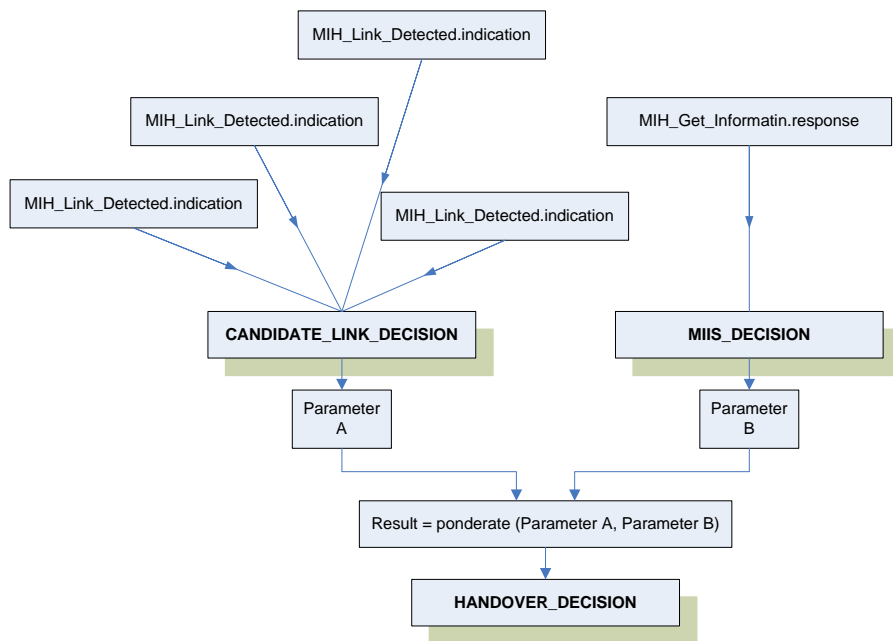 MIH_Link_Detected.indication
MIH_Link_Detected.indication
MIH_Get_Informatin.response
MIH_Link_Detected.indication
MIH_Link_Detected.indication
CANDIDATE_LINK_DECISION
MIIS_DECISION
Parameter
A
Parameter
B
Result = ponderate (Parameter A, Parameter B)
HANDOVER_DECISION